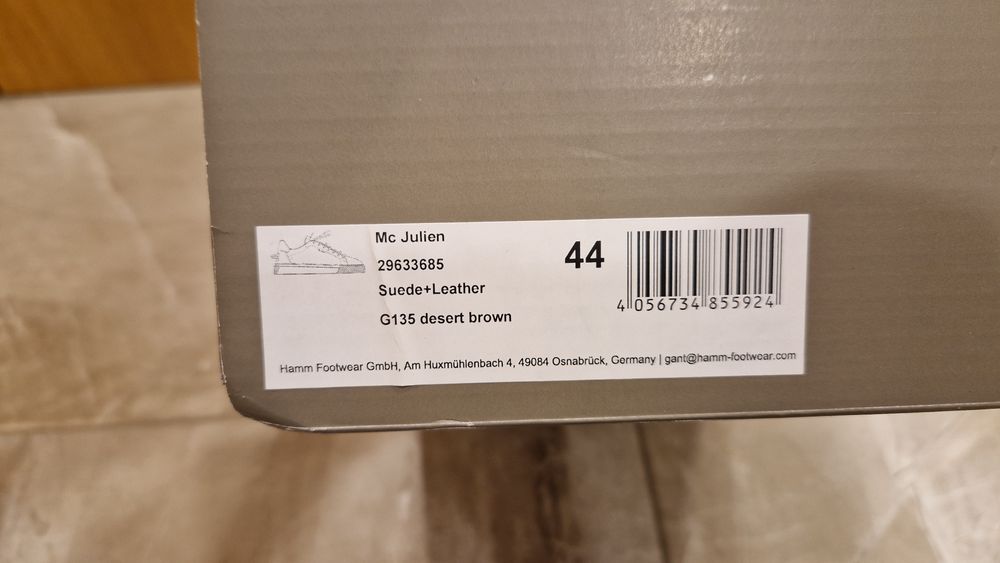 Mc Julien
29633685
Suede+Leather
G135 desert brown
44
4 056734 855924
Hamm Footwear GmbH, Am Huxmühlenbach 4, 49084 Osnabrück, Germany | gant@hamm-footwear.com